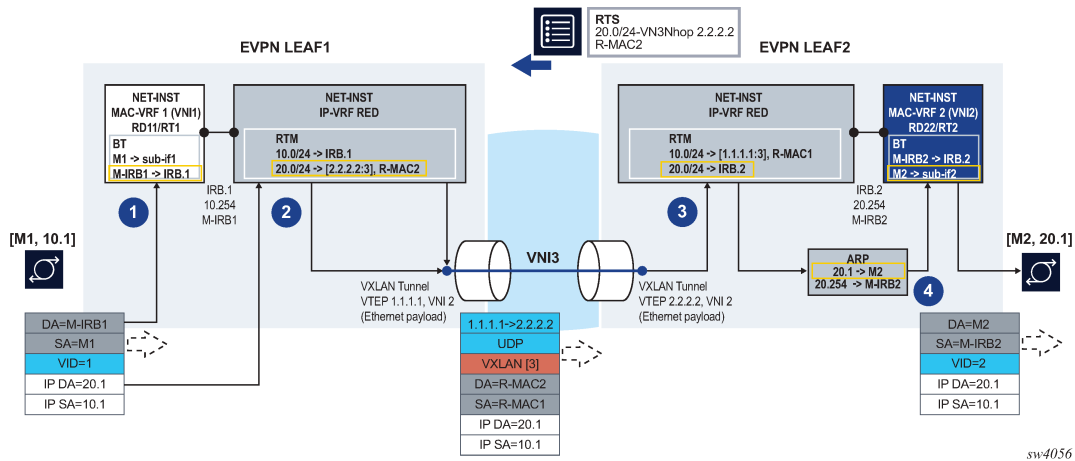 RTS
20.0/24-VN3Nhop 2.2.2.2
R-MAC2
EVPN LEAF1
EVPN LEAF2
NET-INST
MAC-VRF 1 (VNI1)
RD11/RT1
BT
M1 -> sub-if1
M-IRB1 -> IRB.1
NET-INST
IP-VRF RED
RTM
10.0/24 -> IRB.1
20.0/24 -> [2.2.2.2:3], R-MAC2
NET-INST
IP-VRF RED
RTM
10.0/24 -> [1.1.1.1:3], R-MAC1
20.0/24 -> IRB.2
NET-INST
MAC-VRF 2 (VNI2)
RD22/RT2
BT
M-IRB2 -> IRB.2
M2 -> sub-if2
IRB.1
10.254
M-IRB1
IRB.2
20.254
M-IRB2
1
2
3
4
[M1, 10.1]
[M2, 20.1]
VNI3
ARP
20.1 -> M2
20.254 -> M-IRB2
VXLAN Tunnel
VTEP 1.1.1.1, VNI 2
(Ethernet payload)
VXLAN Tunnel
VTEP 2.2.2.2, VNI 2
(Ethernet payload)
DA=M-IRB1
SA=M1
VID=1
IP DA=20.1
IP SA=10.1
1.1.1.1->2.2.2.2
UDP
VXLAN [3]
DA=R-MAC2
SA=R-MAC1
IP DA=20.1
IP SA=10.1
DA=M2
SA=M-IRB2
VID=2
IP DA=20.1
IP SA=10.1
sw4056